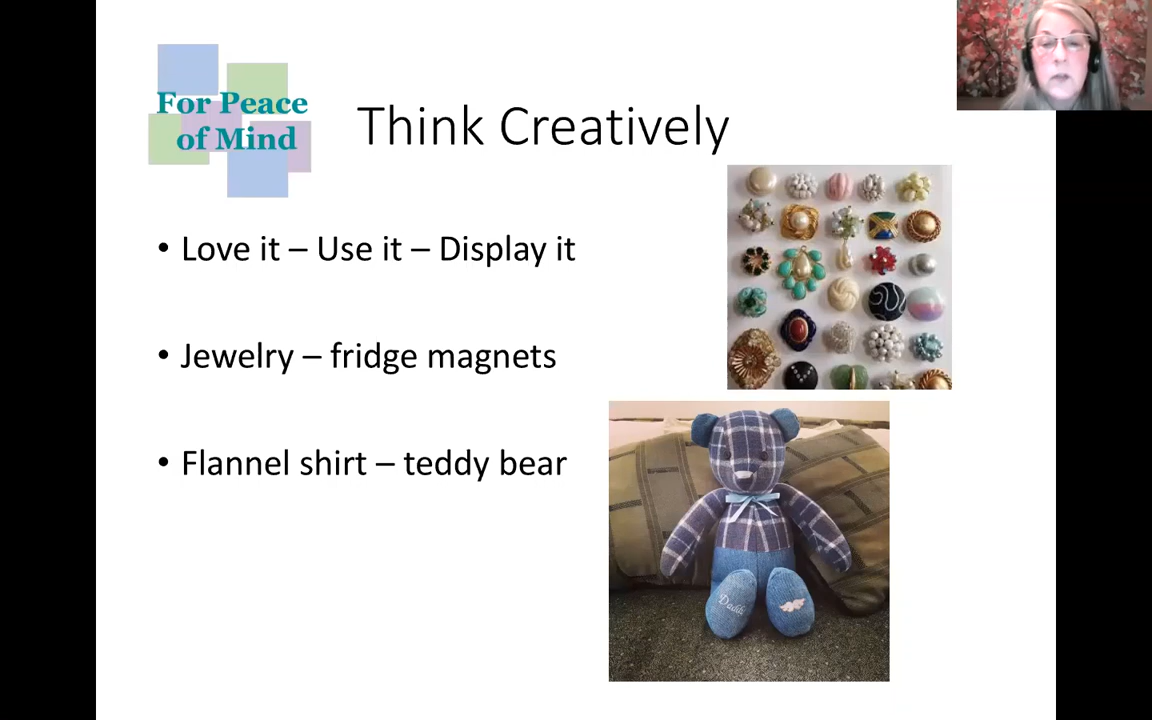 For Peace
of Mind
Think Creatively
• Love it – Use it – Display it
• Jewelry – fridge magnets
• Flannel shirt – teddy bear